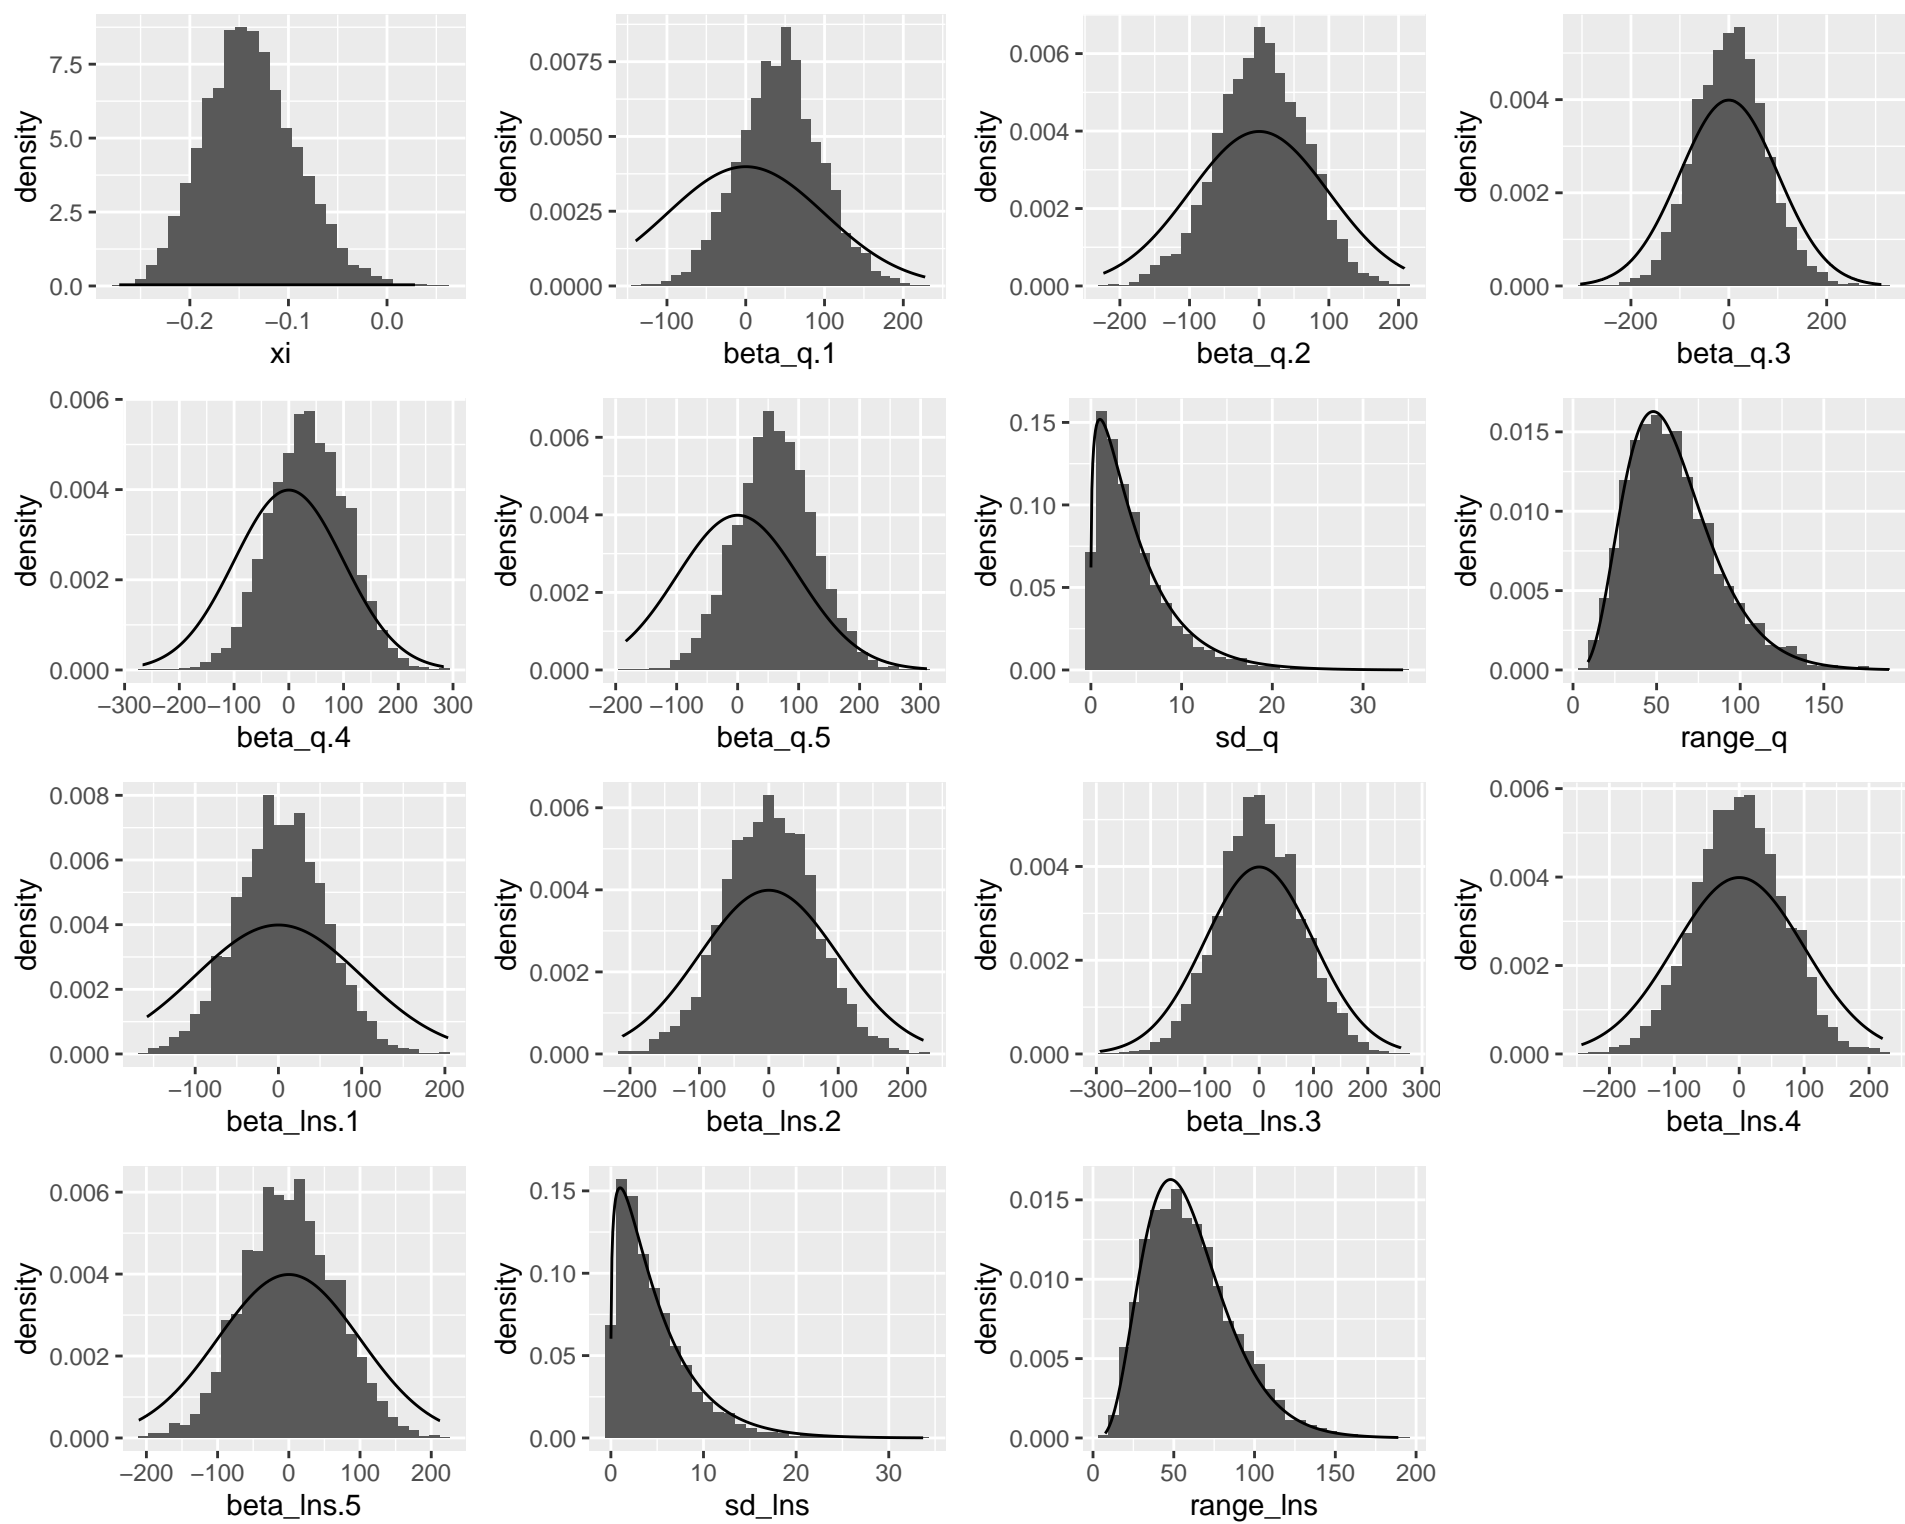 density
7.5
5.0
2.5
0.0
−0.2 −0.1 0.0
xi
density
0.0075
0.0050
0.0025
0.0000
−100 0 100 200
beta_q.1
density
0.006
0.004
0.002
0.000
−200 −100 0 100 200
beta_q.2
density
0.004
0.002
0.000
−200 0 200
beta_q.3
density
0.006
0.004
0.002
0.000
−300 −200 −100 0 100 200 300
beta_q.4
density
0.006
0.004
0.002
0.000
−200 −100 0 100 200 300
beta_q.5
density
0.15
0.10
0.05
0.00
0 10 20 30
sd_q
density
0.015
0.010
0.005
0.000
0 50 100 150
range_q
density
0.008
0.006
0.004
0.002
0.000
−100 0 100 200
beta_lns.1
density
0.006
0.004
0.002
0.000
−200 −100 0 100 200
beta_lns.2
density
0.004
0.002
0.000
−300 −200 −100 0 100 200 300
beta_lns.3
density
0.006
0.004
0.002
0.000
−200 −100 0 100 200
beta_lns.4
density
0.006
0.004
0.002
0.000
−200 −100 0 100 200
beta_lns.5
density
0.15
0.10
0.05
0.00
0 10 20 30
sd_lns
density
0.015
0.010
0.005
0.000
0 50 100 150 200
range_lns